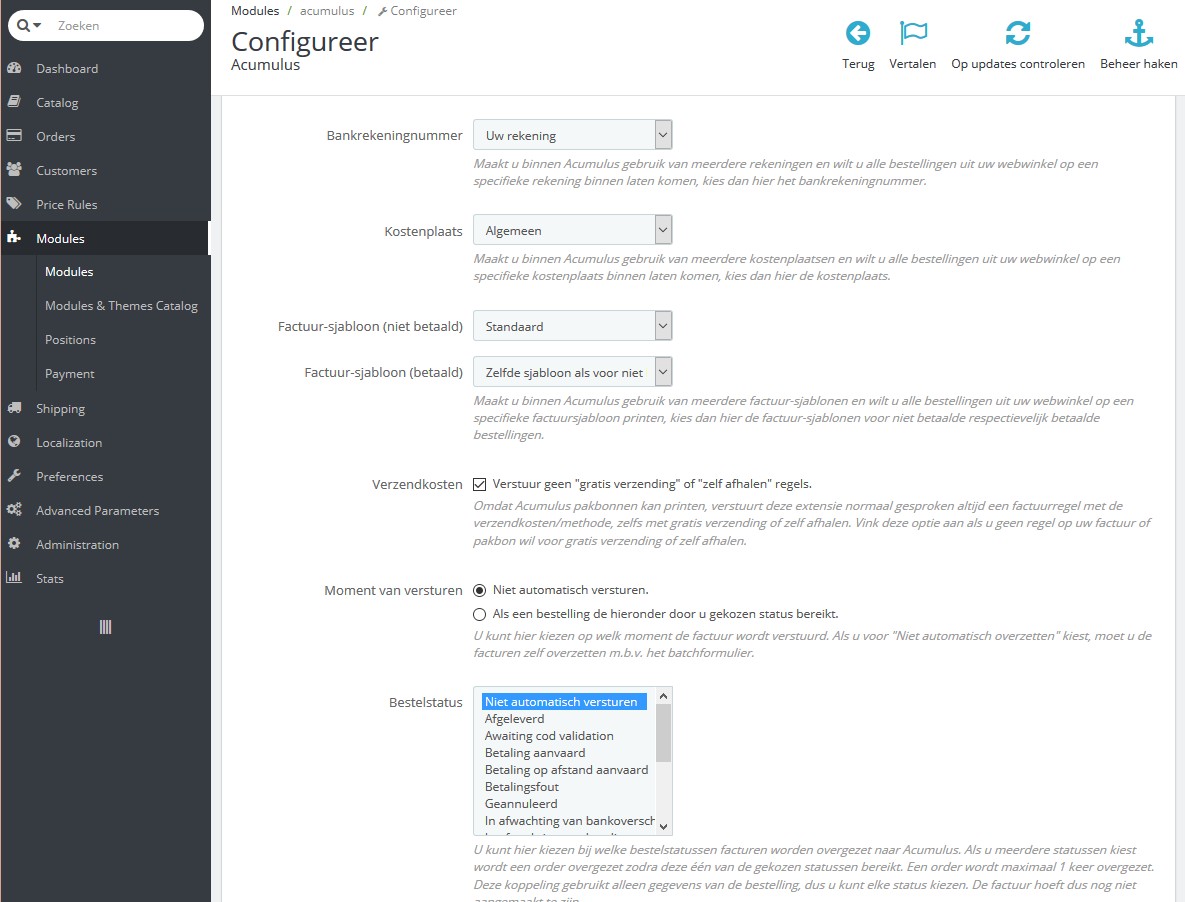 Zoeken
Dashboard
Catalog
Orders
Customers
Price Rules
Modules
Modules
Modules & Themes Catalog
Positions
Payment
Shipping
Localization
Preferences
Advanced Parameters
Administration
Stats
Modules / acumulus / Configureer
Configureer
Acumulus
Terug
Vertalen
Op updates controleren
Beheer haken
Bankrekeningnummer
Uw rekening
Maakt u binnen Acumulus gebruik van meerdere rekeningen en wilt u alle bestellingen uit uw webwinkel op een
specifieke rekening binnen laten komen, kies dan hier het bankrekeningnummer.
Kostenplaats
Algemeen
Maakt u binnen Acumulus gebruik van meerdere kostenplaatsen en wilt u alle bestellingen uit uw webwinkel op een
specifieke kostenplaats binnen laten komen, kies dan hier de kostenplaats.
Factuur-sjabloon (niet betaald)
Standaard
Factuur-sjabloon (betaald)
Zelfde sjabloon als voor niet
Maakt u binnen Acumulus gebruik van meerdere factuur-sjablonen en wilt u alle bestellingen uit uw webwinkel op een
specifieke factuursjabloon printen, kies dan hier de factuur-sjablonen voor niet betaalde respectievelijk betaalde
bestellingen.
Verzendkosten
Verstuur geen "gratis verzending" of "zelf afhalen" regels.
Omdat Acumulus pakbonnen kan printen, verstuurt deze extensie normaal gesproken altijd een factuurregel met de
verzendkosten/methode, zelfs met gratis verzending of zelf afhalen. Vink deze optie aan als u geen regel op uw factuur of
pakbon wil voor gratis verzending of zelf afhalen.
Moment van versturen
Niet automatisch versturen.
Als een bestelling de hieronder door u gekozen status bereikt.
U kunt hier kiezen op welk moment de factuur wordt verstuurd. Als u voor "Niet automatisch overzetten" kiest, moet u de
facturen zelf overzetten m.b.v. het batchformulier.
Bestelstatus
Niet automatisch versturen
Afgeleverd
Awaiting cod validation
Betaling aanvaard
Betaling op afstand aanvaard
Betalingsfout
Geannuleerd
In afwachting van bankoversch
U kunt hier kiezen bij welke bestelstatussen facturen worden overgezet naar Acumulus. Als u meerdere statussen kiest
wordt een order overgezet zodra deze één van de gekozen statussen bereikt. Een order wordt maximaal 1 keer overgezet.
Deze koppeling gebruikt alleen gegevens van de bestelling, dus u kunt elke status kiezen. De factuur hoeft dus nog niet
aangemaakt te zijn.